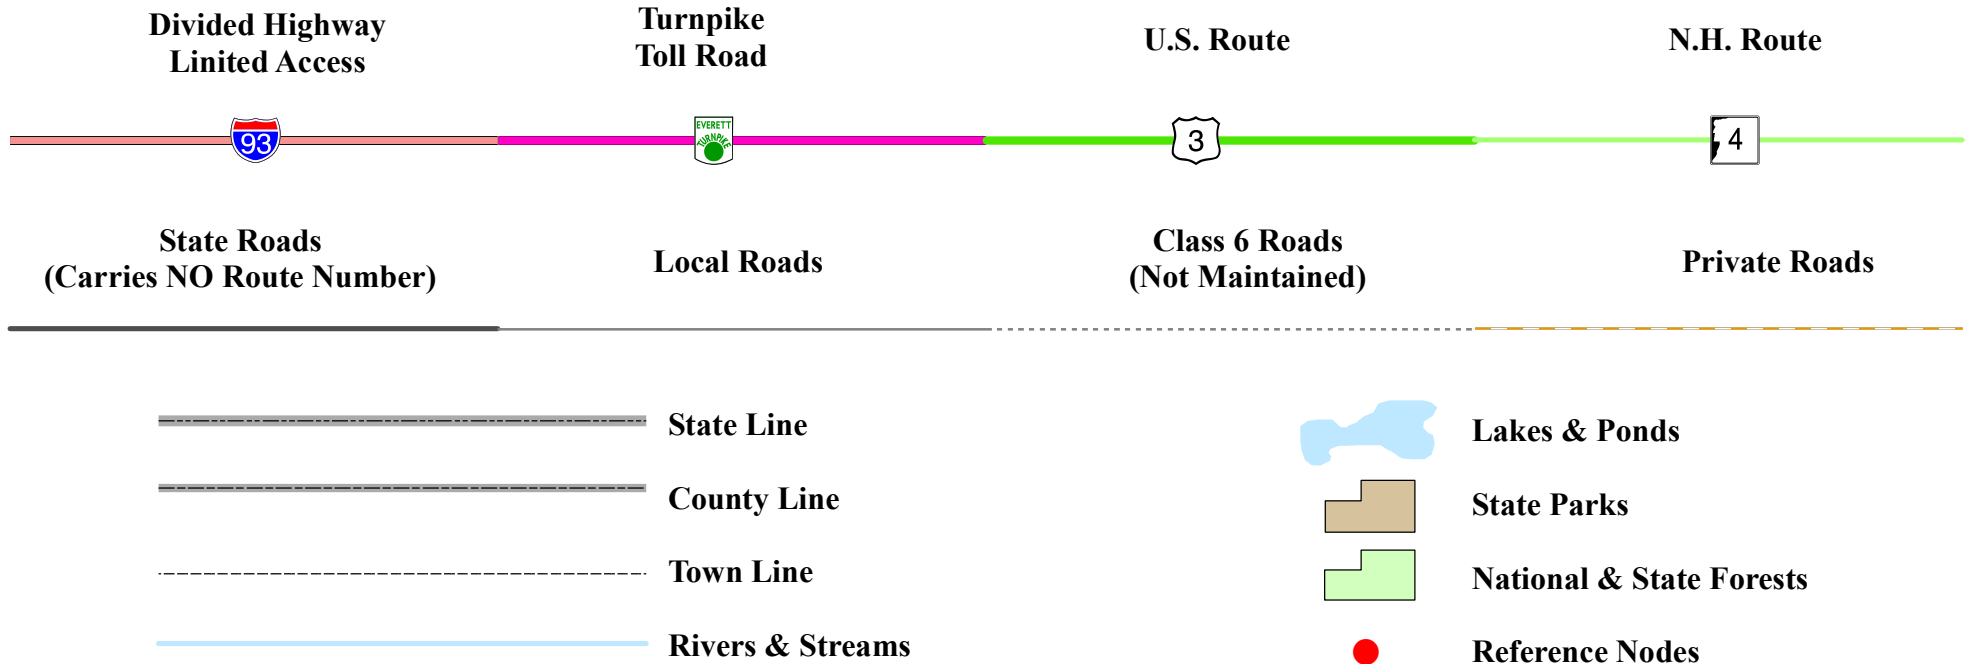 Divided Highway
Linited Access
Turnpike
Toll Road
U.S. Route
N.H. Route
93
EVERETT
TURNPIKE
3
4
State Roads
(Carries NO Route Number)
Local Roads
Class 6 Roads
(Not Maintained)
Private Roads
State Line
County Line
Town Line
Rivers & Streams
Lakes & Ponds
State Parks
National & State Forests
Reference Nodes